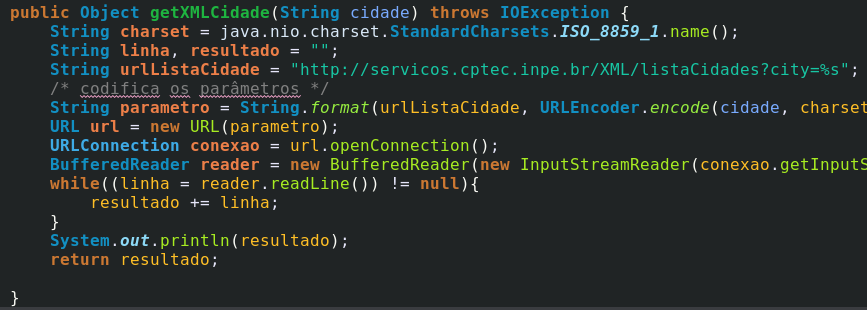 public Object getXMLCidade(String cidade) throws IOException {
String charset = java.nio.charset.StandardCharsets.ISO_8859_1.name();
String linha, resultado = "";
String urlListaCidade = "http://servicos.cptec.inpe.br/XML/listaCidades?city=%s";
/* codifica os parâmetros */
String parametro = String.format(urlListaCidade, URLEncoder.encode(cidade, charset
URL url = new URL(parametro);
URLConnection conexao = url.openConnection();
BufferedReader reader = new BufferedReader(new InputStreamReader(conexao.getInputS
while((linha = reader.readLine()) != null){
resultado += linha;
}
System.out.println(resultado);
return resultado;
}